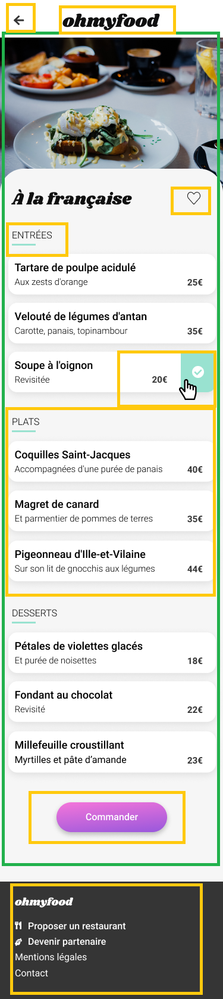 ohmyfood
À la française
ENTRÉES
Tartare de poulpe acidulé
Aux zests d'orange
25€
Velouté de légumes d'antan
Carotte, panais, topinambour
35€
Soupe à l'oignon
Revisitée
20€
PLATS
Coquilles Saint-Jacques
Accompagnées d'une purée de panais
40€
Magret de canard
Et parmentier de pommes de terres
35€
Pigeonneau d'Ille-et-Vilaine
Sur son lit de gnocchis aux légumes
44€
DESSERTS
Pétales de violettes glacés
Et purée de noisettes
18€
Fondant au chocolat
Revisité
22€
Millefeuille croustillant
Myrtilles et pâte d’amande
23€
Commander
ohmyfood
Proposer un restaurant
Devenir partenaire
Mentions légales
Contact